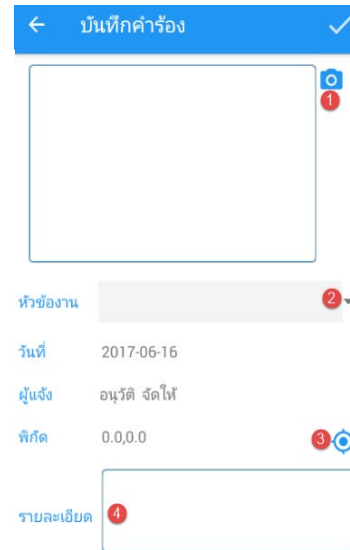 บันทึกคำร้อง
1
หัวข้องาน 2
วันที่ 2017-06-16
ผู้แจ้ง อนุวัติ จัดให้
พิกัด 0.0,0.0 3
รายละเอียด 4